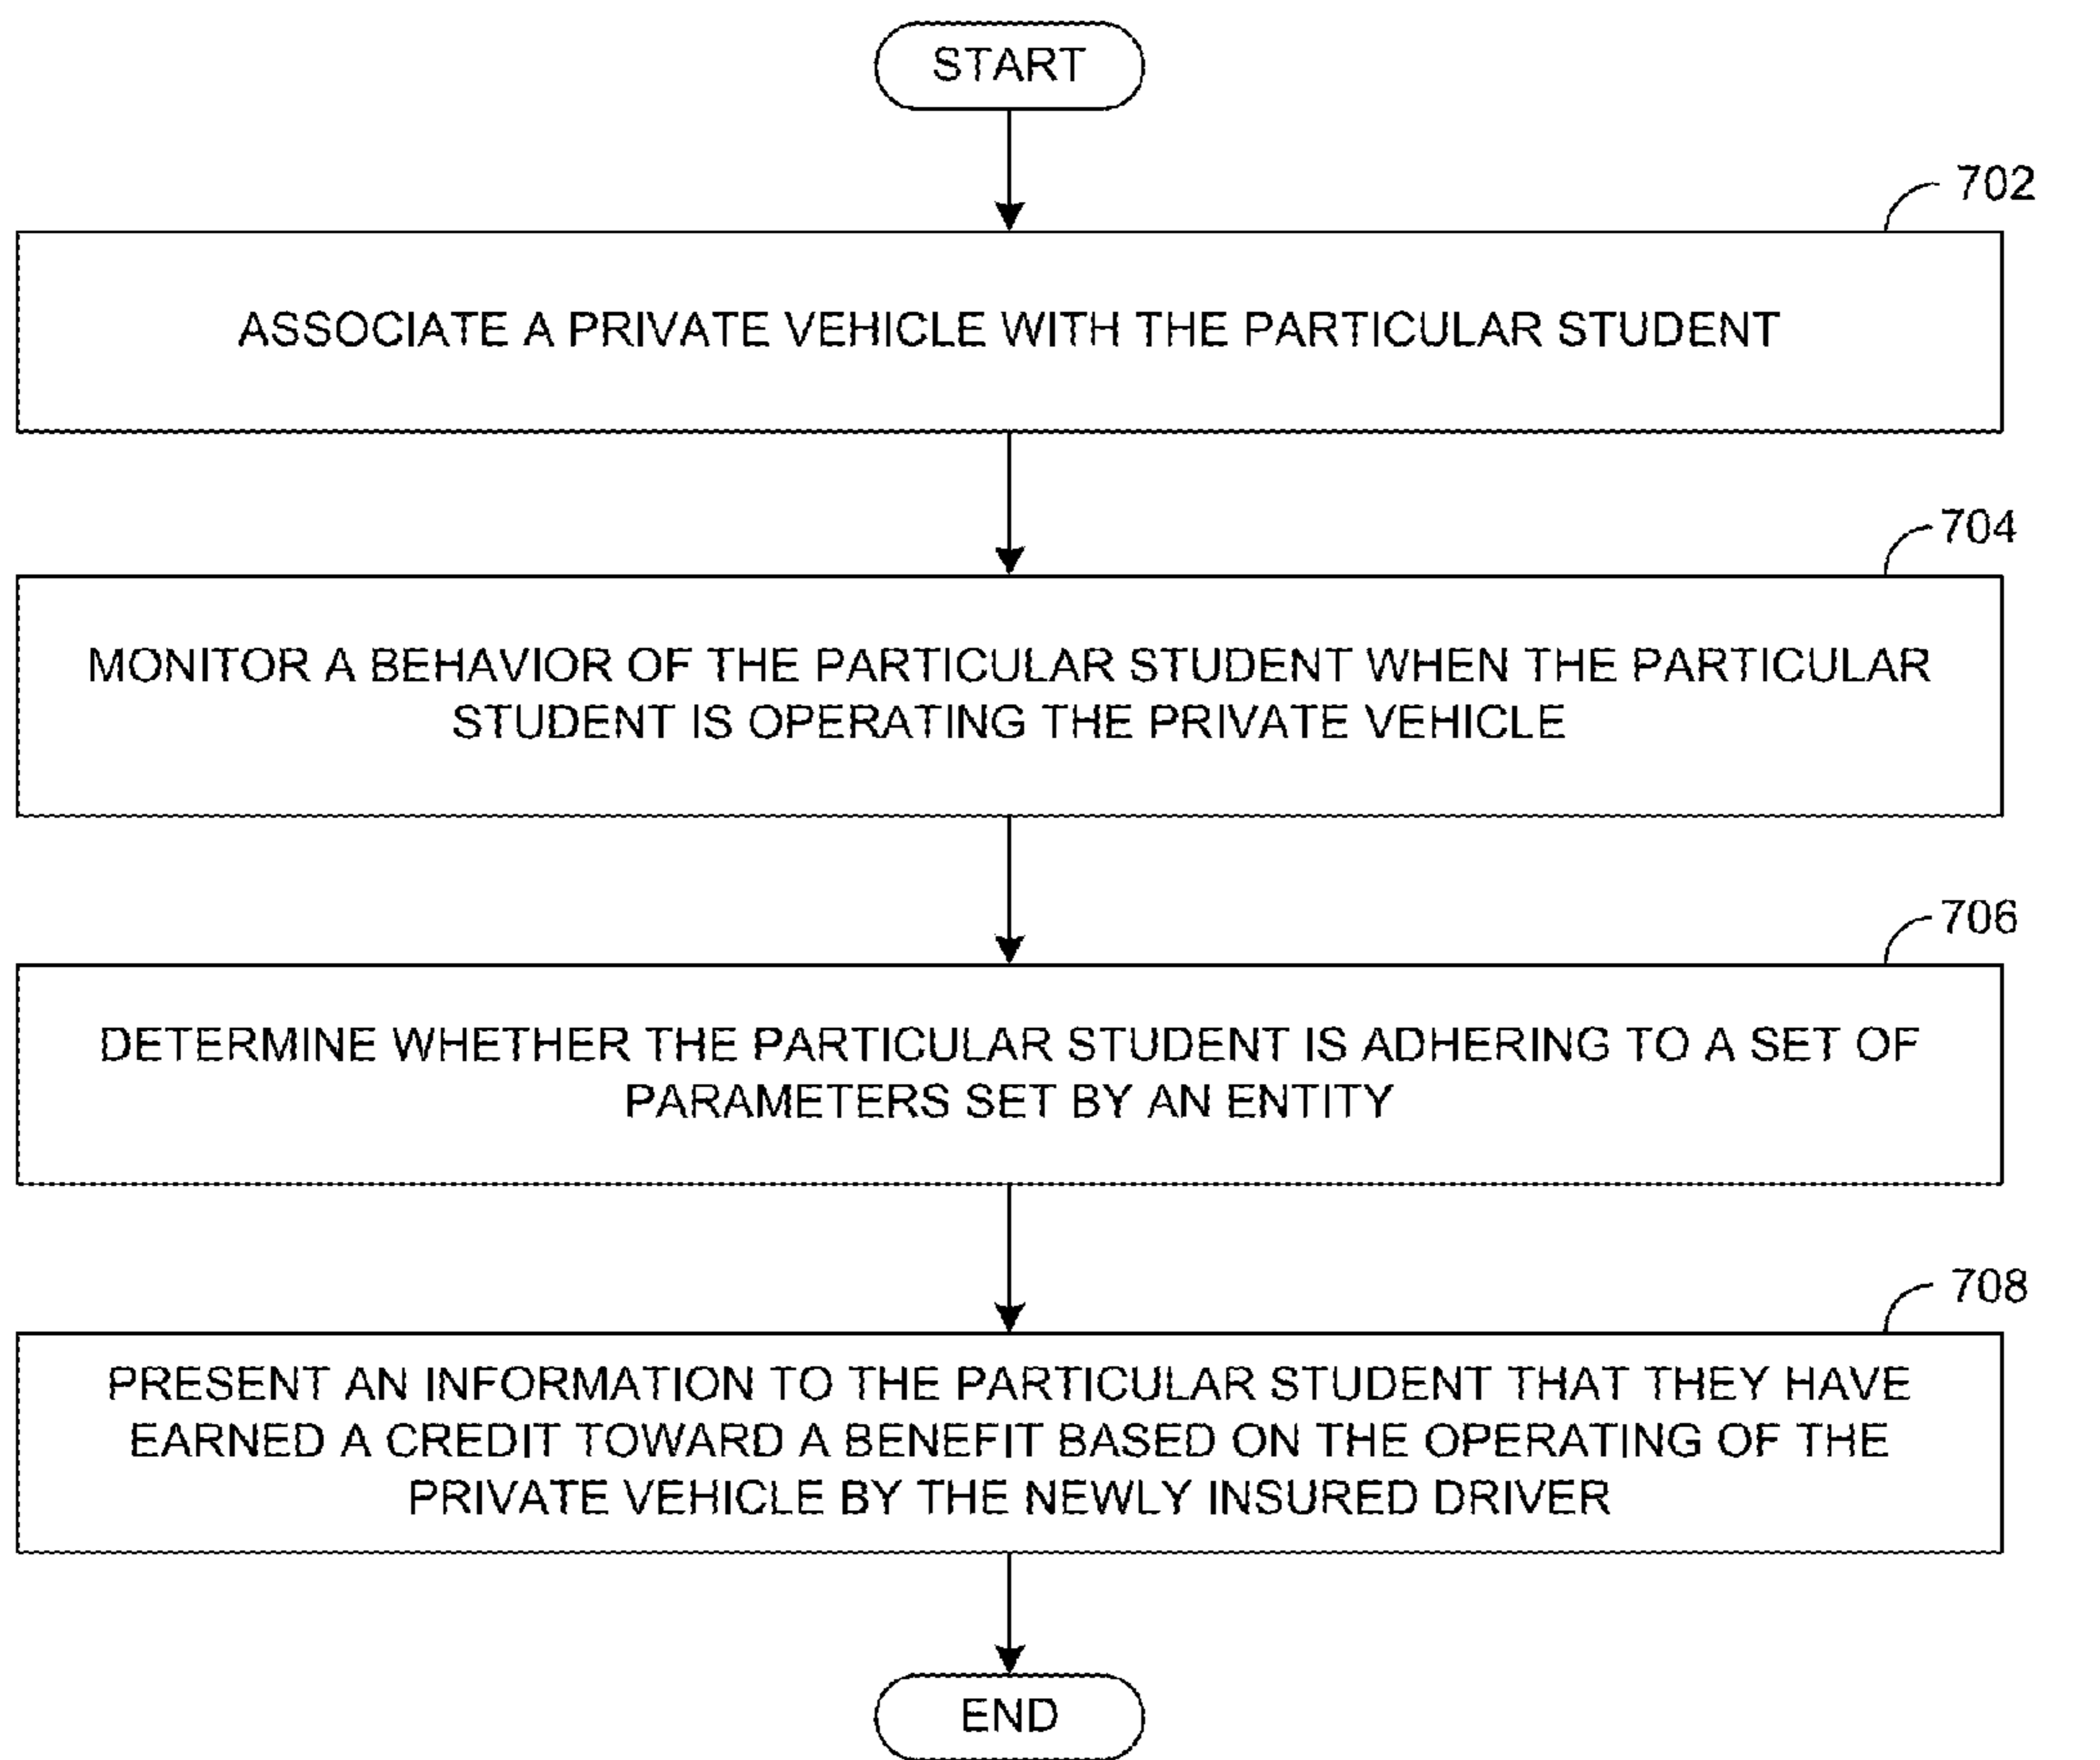 START
702
ASSOCIATE A PRIVATE VEHICLE WITH THE PARTICULAR STUDENT
704
MONITOR A BEHAVIOR OF THE PARTICULAR STUDENT WHEN THE PARTICULAR
STUDENT IS OPERATING THE PRIVATE VEHICLE
706
DETERMINE WHETHER THE PARTICULAR STUDENT IS ADHERING TO A SET OF
PARAMETERS SET BY AN ENTITY
708
PRESENT AN INFORMATION TO THE PARTICULAR STUDENT THAT THEY HAVE
EARNED A CREDIT TOWARD A BENEFIT BASED ON THE OPERATING OF THE
PRIVATE VEHICLE BY THE NEWLY INSURED DRIVER
END